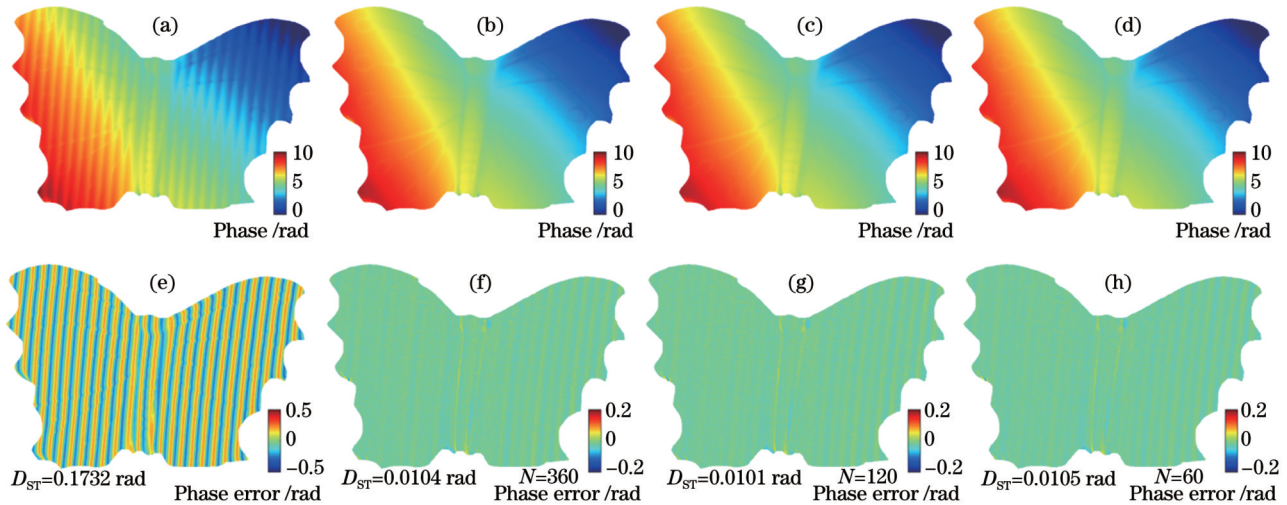 (a)
10
5
0
Phase /rad
(b)
10
5
0
Phase /rad
(c)
10
5
0
Phase /rad
(d)
10
5
0
Phase /rad
(e)
0.5
0
−0.5
D_ST=0.1732 rad
Phase error /rad
(f)
0.2
0
−0.2
D_ST=0.0104 rad
N=360
Phase error /rad
(g)
0.2
0
−0.2
D_ST=0.0101 rad
N=120
Phase error /rad
(h)
0.2
0
−0.2
D_ST=0.0105 rad
N=60
Phase error /rad